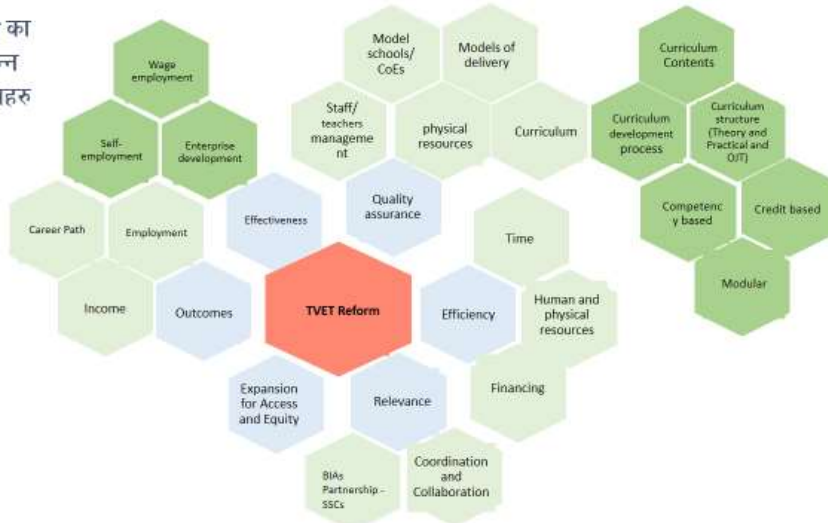 का
न्न
हरु
Wage
employment
Self-
employment
Enterprise
development
Career Path
Employment
Income
Outcomes
Effectiveness
Model
schools/
CoEs
Models of
delivery
Staff/
teachers
manageme
nt
physical
resources
Curriculum
Quality
assurance
TVET Reform
Time
Efficiency
Human and
physical
resources
Financing
Expansion
for Access
and Equity
Relevance
BIAs
Partnership -
SSCs
Coordination
and
Collaboration
Curriculum
Contents
Curriculum
development
process
Curriculum
structure
(Theory and
Practical and
OJT)
Competenc
y based
Credit based
Modular